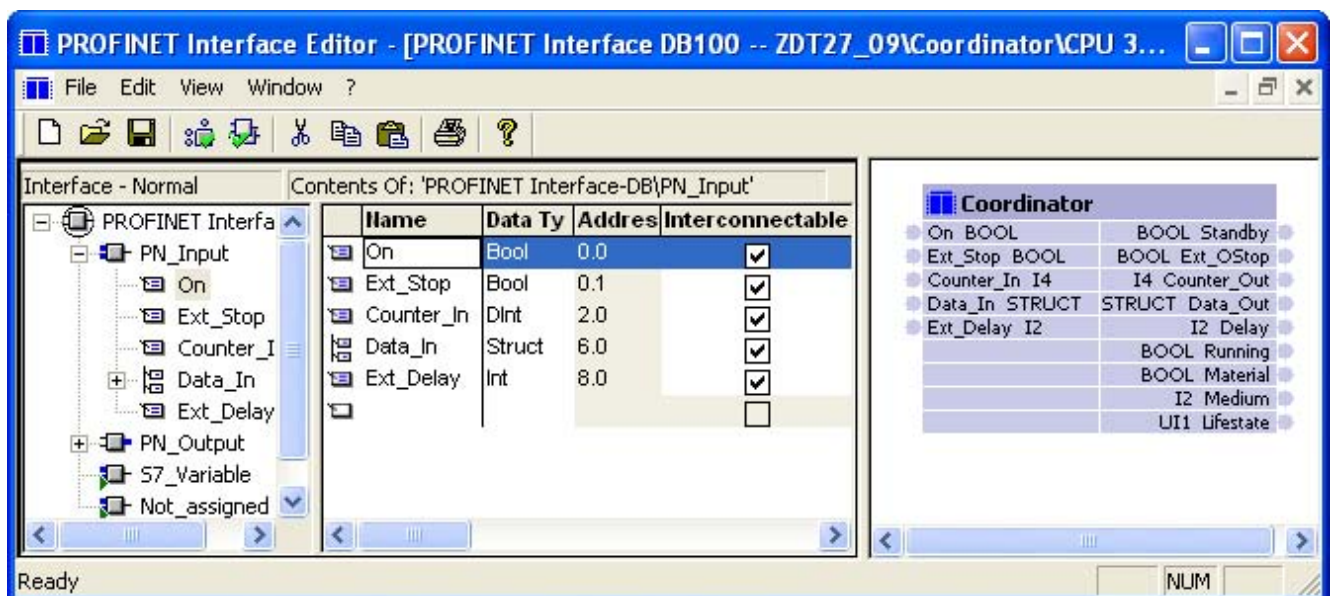 PROFINET Interface Editor - [PROFINET Interface DB100 -- ZDT27_09\Coordinator\CPU 3...
File Edit View Window ?
Interface - Normal
Contents Of: 'PROFINET Interface-DB\PN_Input'
PROFINET Interfa
PN_Input
On
Ext_Stop
Counter_I
Data_In
Ext_Delay
PN_Output
S7_Variable
Not_assigned
Name Data Ty Addres Interconnectable
On Bool 0.0
Ext_Stop Bool 0.1
Counter_In DInt 2.0
Data_In Struct 6.0
Ext_Delay Int 8.0
Coordinator
On BOOL BOOL Standby
Ext_Stop BOOL BOOL Ext_OStop
Counter_In I4 I4 Counter_Out
Data_In STRUCT STRUCT Data_Out
Ext_Delay I2 I2 Delay
BOOL Running
BOOL Material
I2 Medium
UI1 Lifestate
Ready
NUM